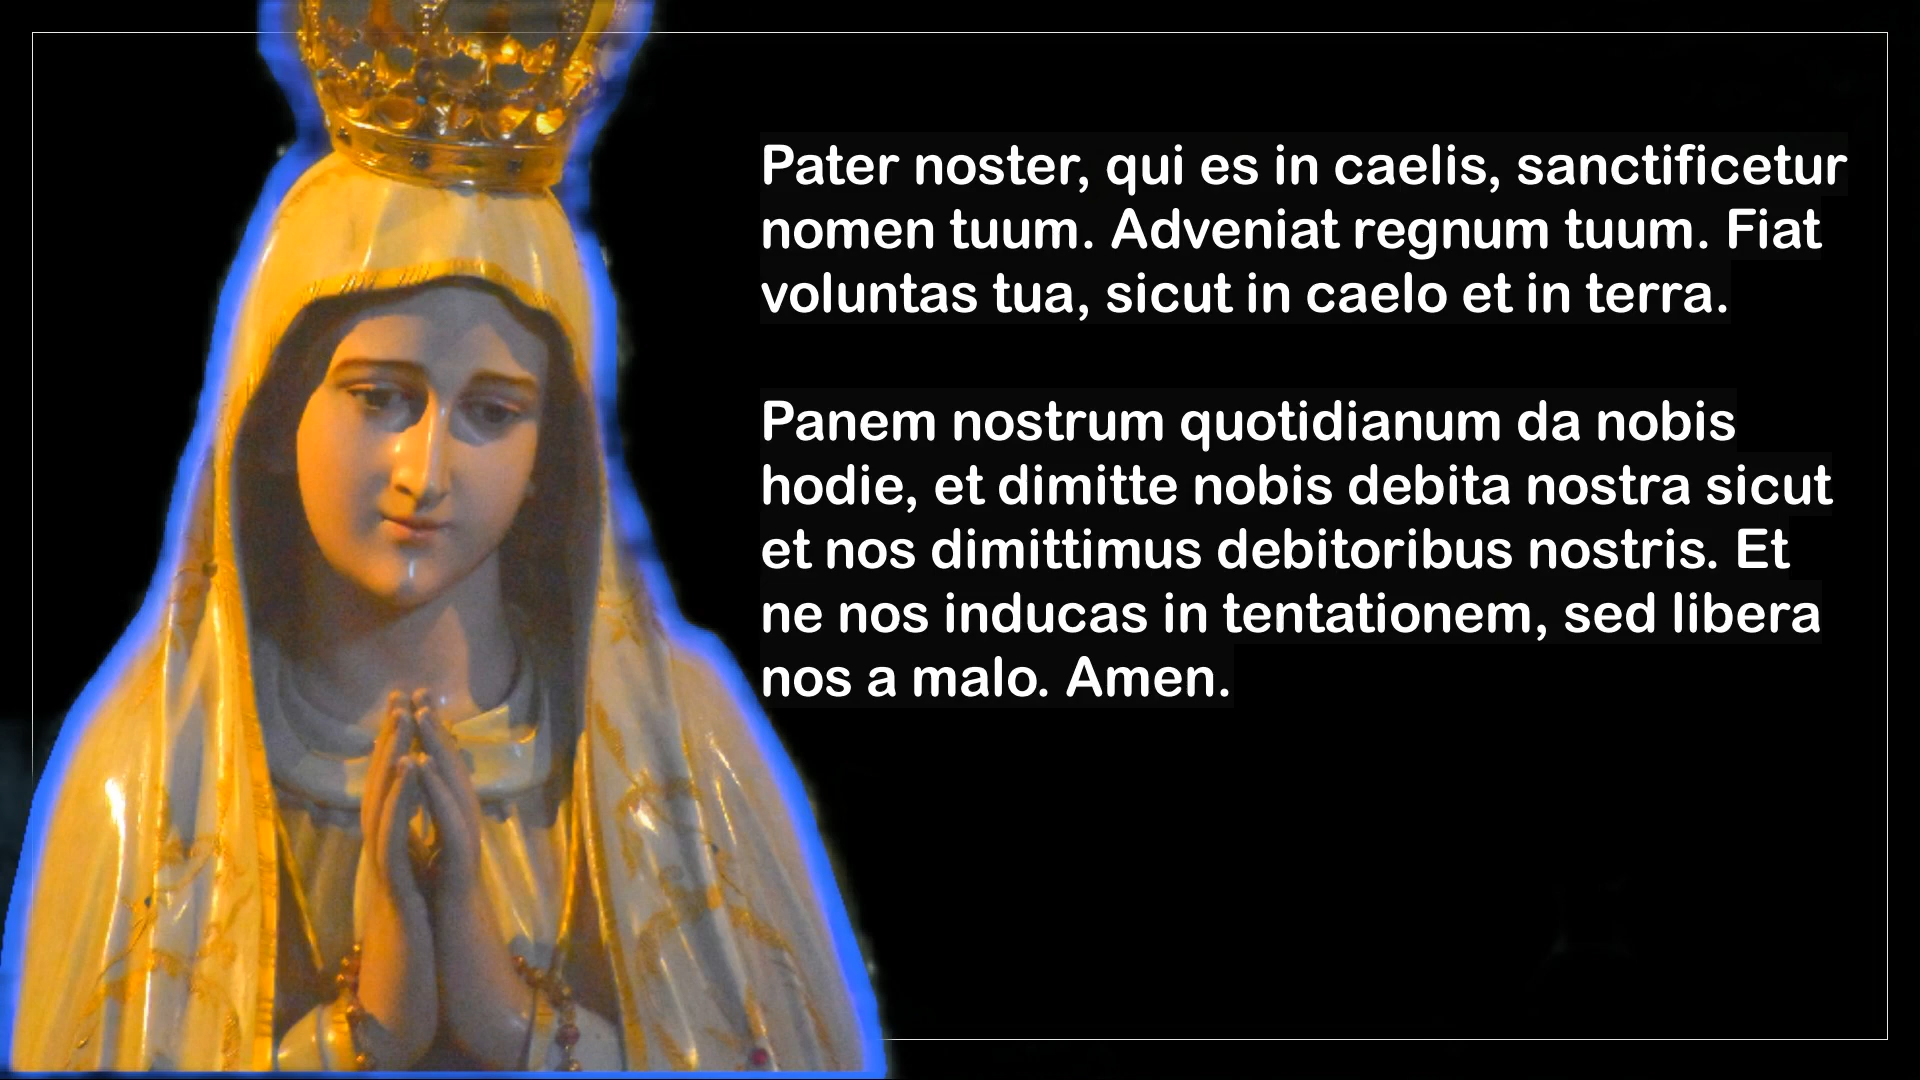 Pater noster, qui es in caelis, sanctificetur
nomen tuum. Adveniat regnum tuum. Fiat
voluntas tua, sicut in caelo et in terra.
Panem nostrum quotidianum da nobis
hodie, et dimitte nobis debita nostra sicut
et nos dimittimus debitoribus nostris. Et
ne nos inducas in tentationem, sed libera
nos a malo. Amen.